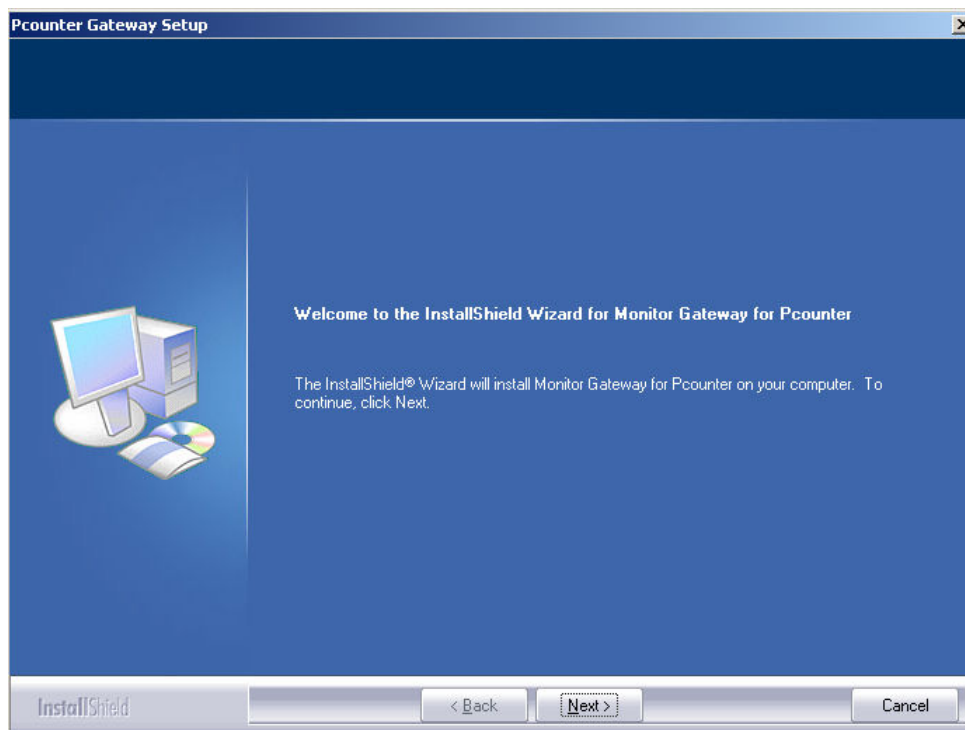 Pcounter Gateway Setup
Welcome to the InstallShield Wizard for Monitor Gateway for Pcounter
The InstallShield® Wizard will install Monitor Gateway for Pcounter on your computer. To
continue, click Next.
InstallShield
< Back
Next >
Cancel